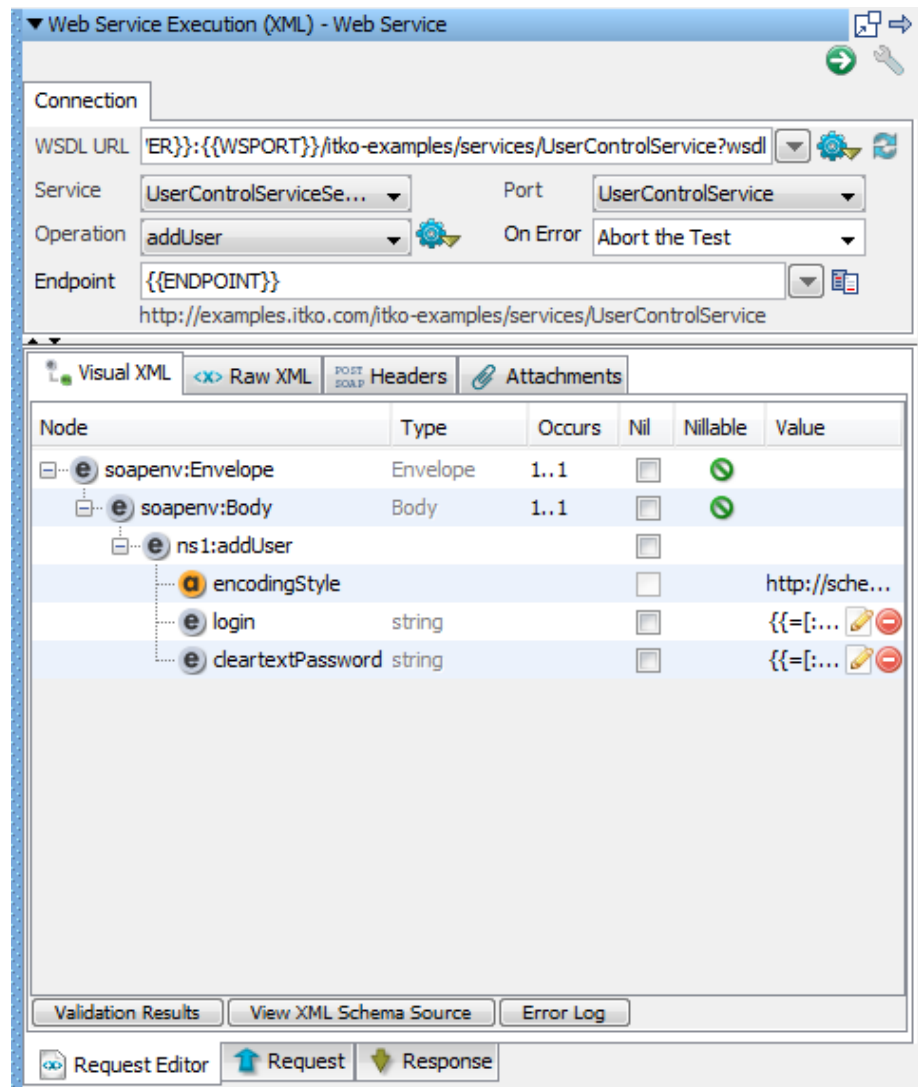 Web Service Execution (XML) - Web Service
Connection
WSDL URL 'ER}}:{{WSPORT}}/itko-examples/services/UserControlService?wsdl
Service UserControlServiceSe... Port UserControlService
Operation addUser On Error Abort the Test
Endpoint {{ENDPOINT}}
http://examples.itko.com/itko-examples/services/UserControlService
Visual XML <x> Raw XML POST SOAP Headers Attachments
Node Type Occurs Nil Nillable Value
e soapenv:Envelope Envelope 1..1
e soapenv:Body Body 1..1
e ns1:addUser
a encodingStyle http://sche...
e login string {{=[:...
e cleartextPassword string {{=[:...
Validation Results View XML Schema Source Error Log
Request Editor Request Response